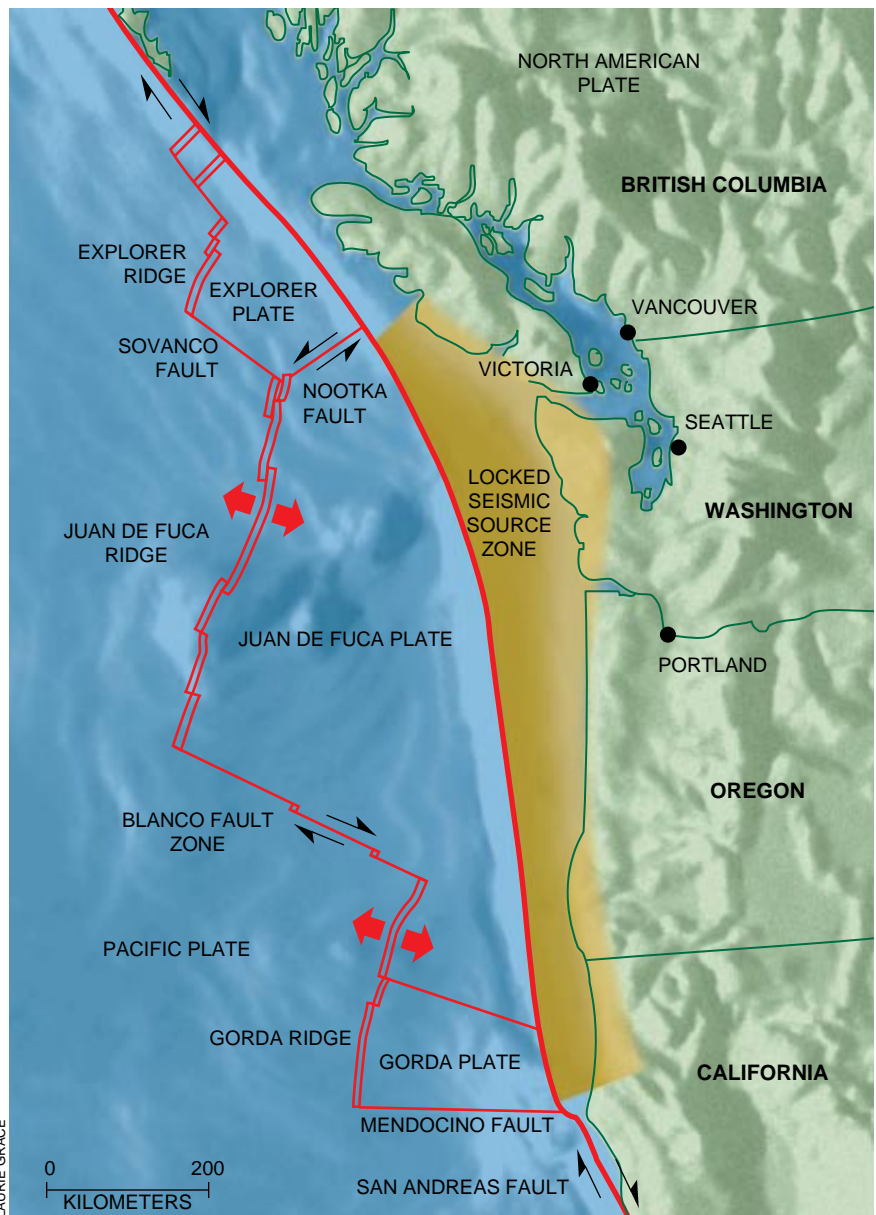 NORTH AMERICAN
PLATE
BRITISH COLUMBIA
EXPLORER
RIDGE
EXPLORER
PLATE
VANCOUVER
SOVANCO
FAULT
NOOTKA
FAULT
VICTORIA
SEATTLE
LOCKED
SEISMIC
SOURCE
ZONE
WASHINGTON
JUAN DE FUCA
RIDGE
JUAN DE FUCA PLATE
PORTLAND
OREGON
BLANCO FAULT
ZONE
PACIFIC PLATE
GORDA RIDGE
GORDA PLATE
CALIFORNIA
MENDOCINO FAULT
SAN ANDREAS FAULT
0 200
KILOMETERS
LAURIE GRACE